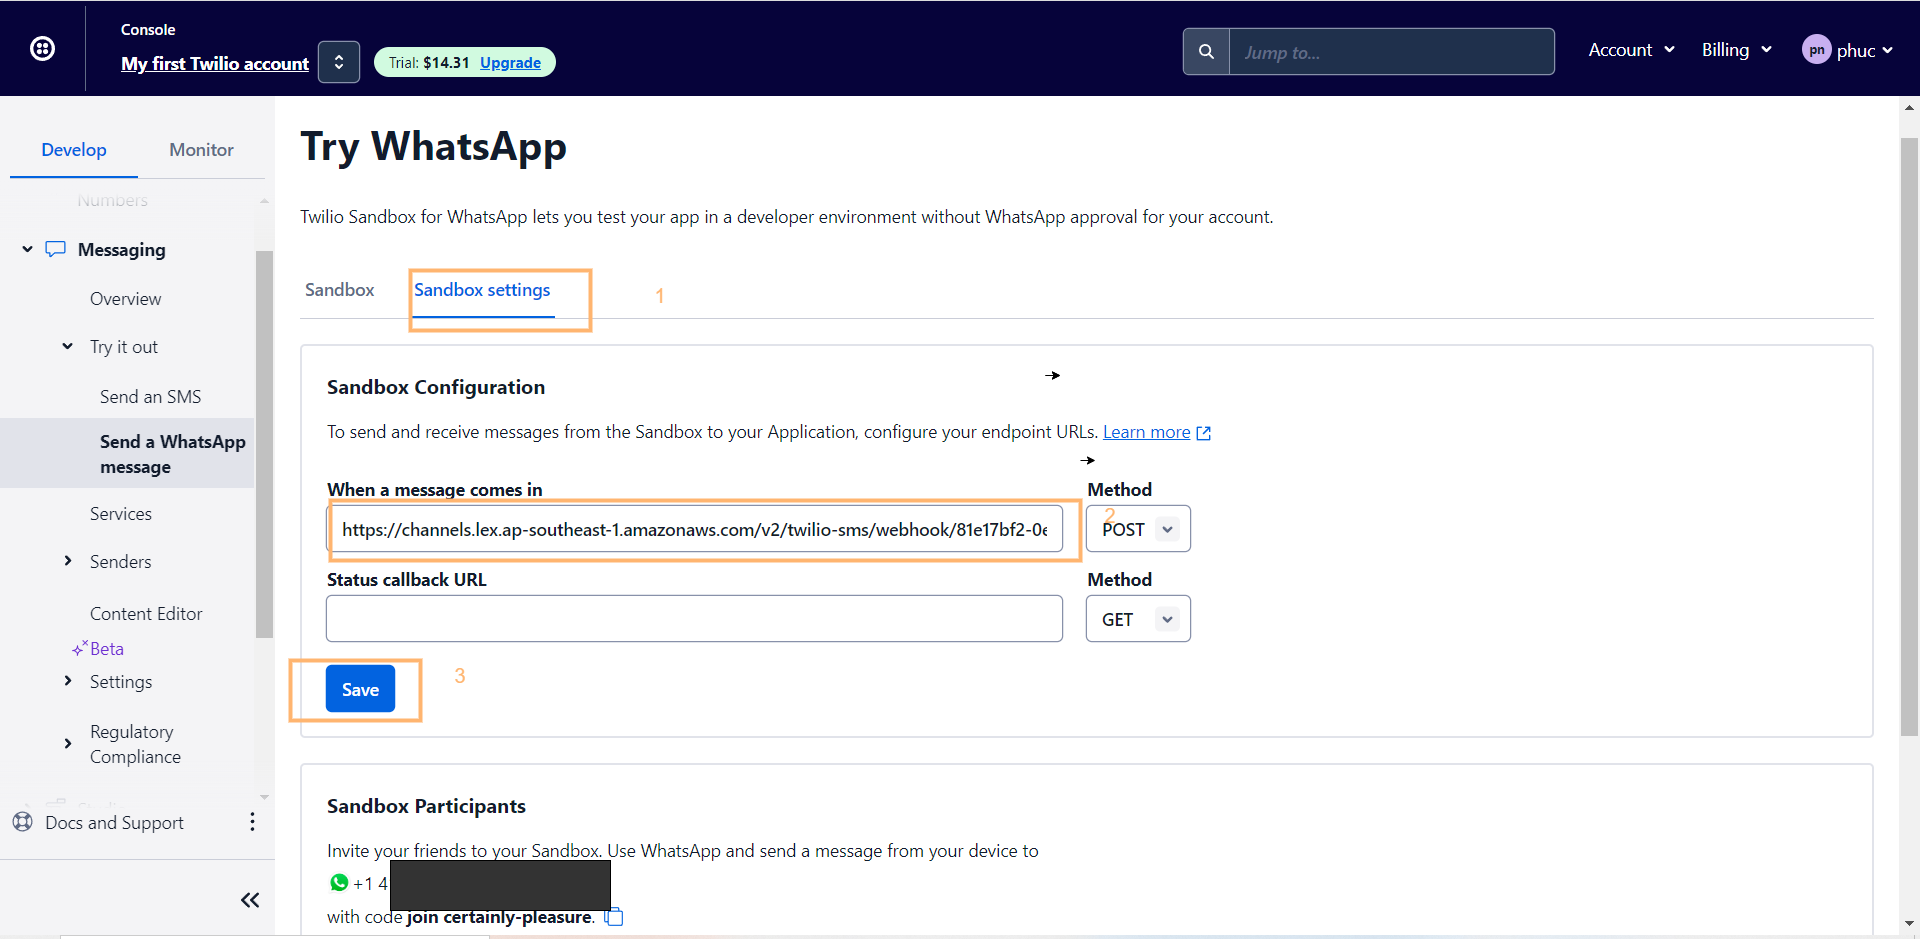 Console
My first Twilio account
Trial: $14.31 Upgrade
Jump to...
Account
Billing
pn phuc
Develop
Monitor
Numbers
Messaging
Overview
Try it out
Send an SMS
Send a WhatsApp
message
Services
Senders
Content Editor
Beta
Settings
Regulatory
Compliance
Docs and Support
Try WhatsApp
Twilio Sandbox for WhatsApp lets you test your app in a developer environment without WhatsApp approval for your account.
Sandbox
Sandbox settings
1
Sandbox Configuration
To send and receive messages from the Sandbox to your Application, configure your endpoint URLs. Learn more
When a message comes in
Method
https://channels.lex.ap-southeast-1.amazonaws.com/v2/twilio-sms/webhook/81e17bf2-0e
2
POST
Status callback URL
Method
GET
Save
3
Sandbox Participants
Invite your friends to your Sandbox. Use WhatsApp and send a message from your device to
+1 4
with code join certainly-pleasure.